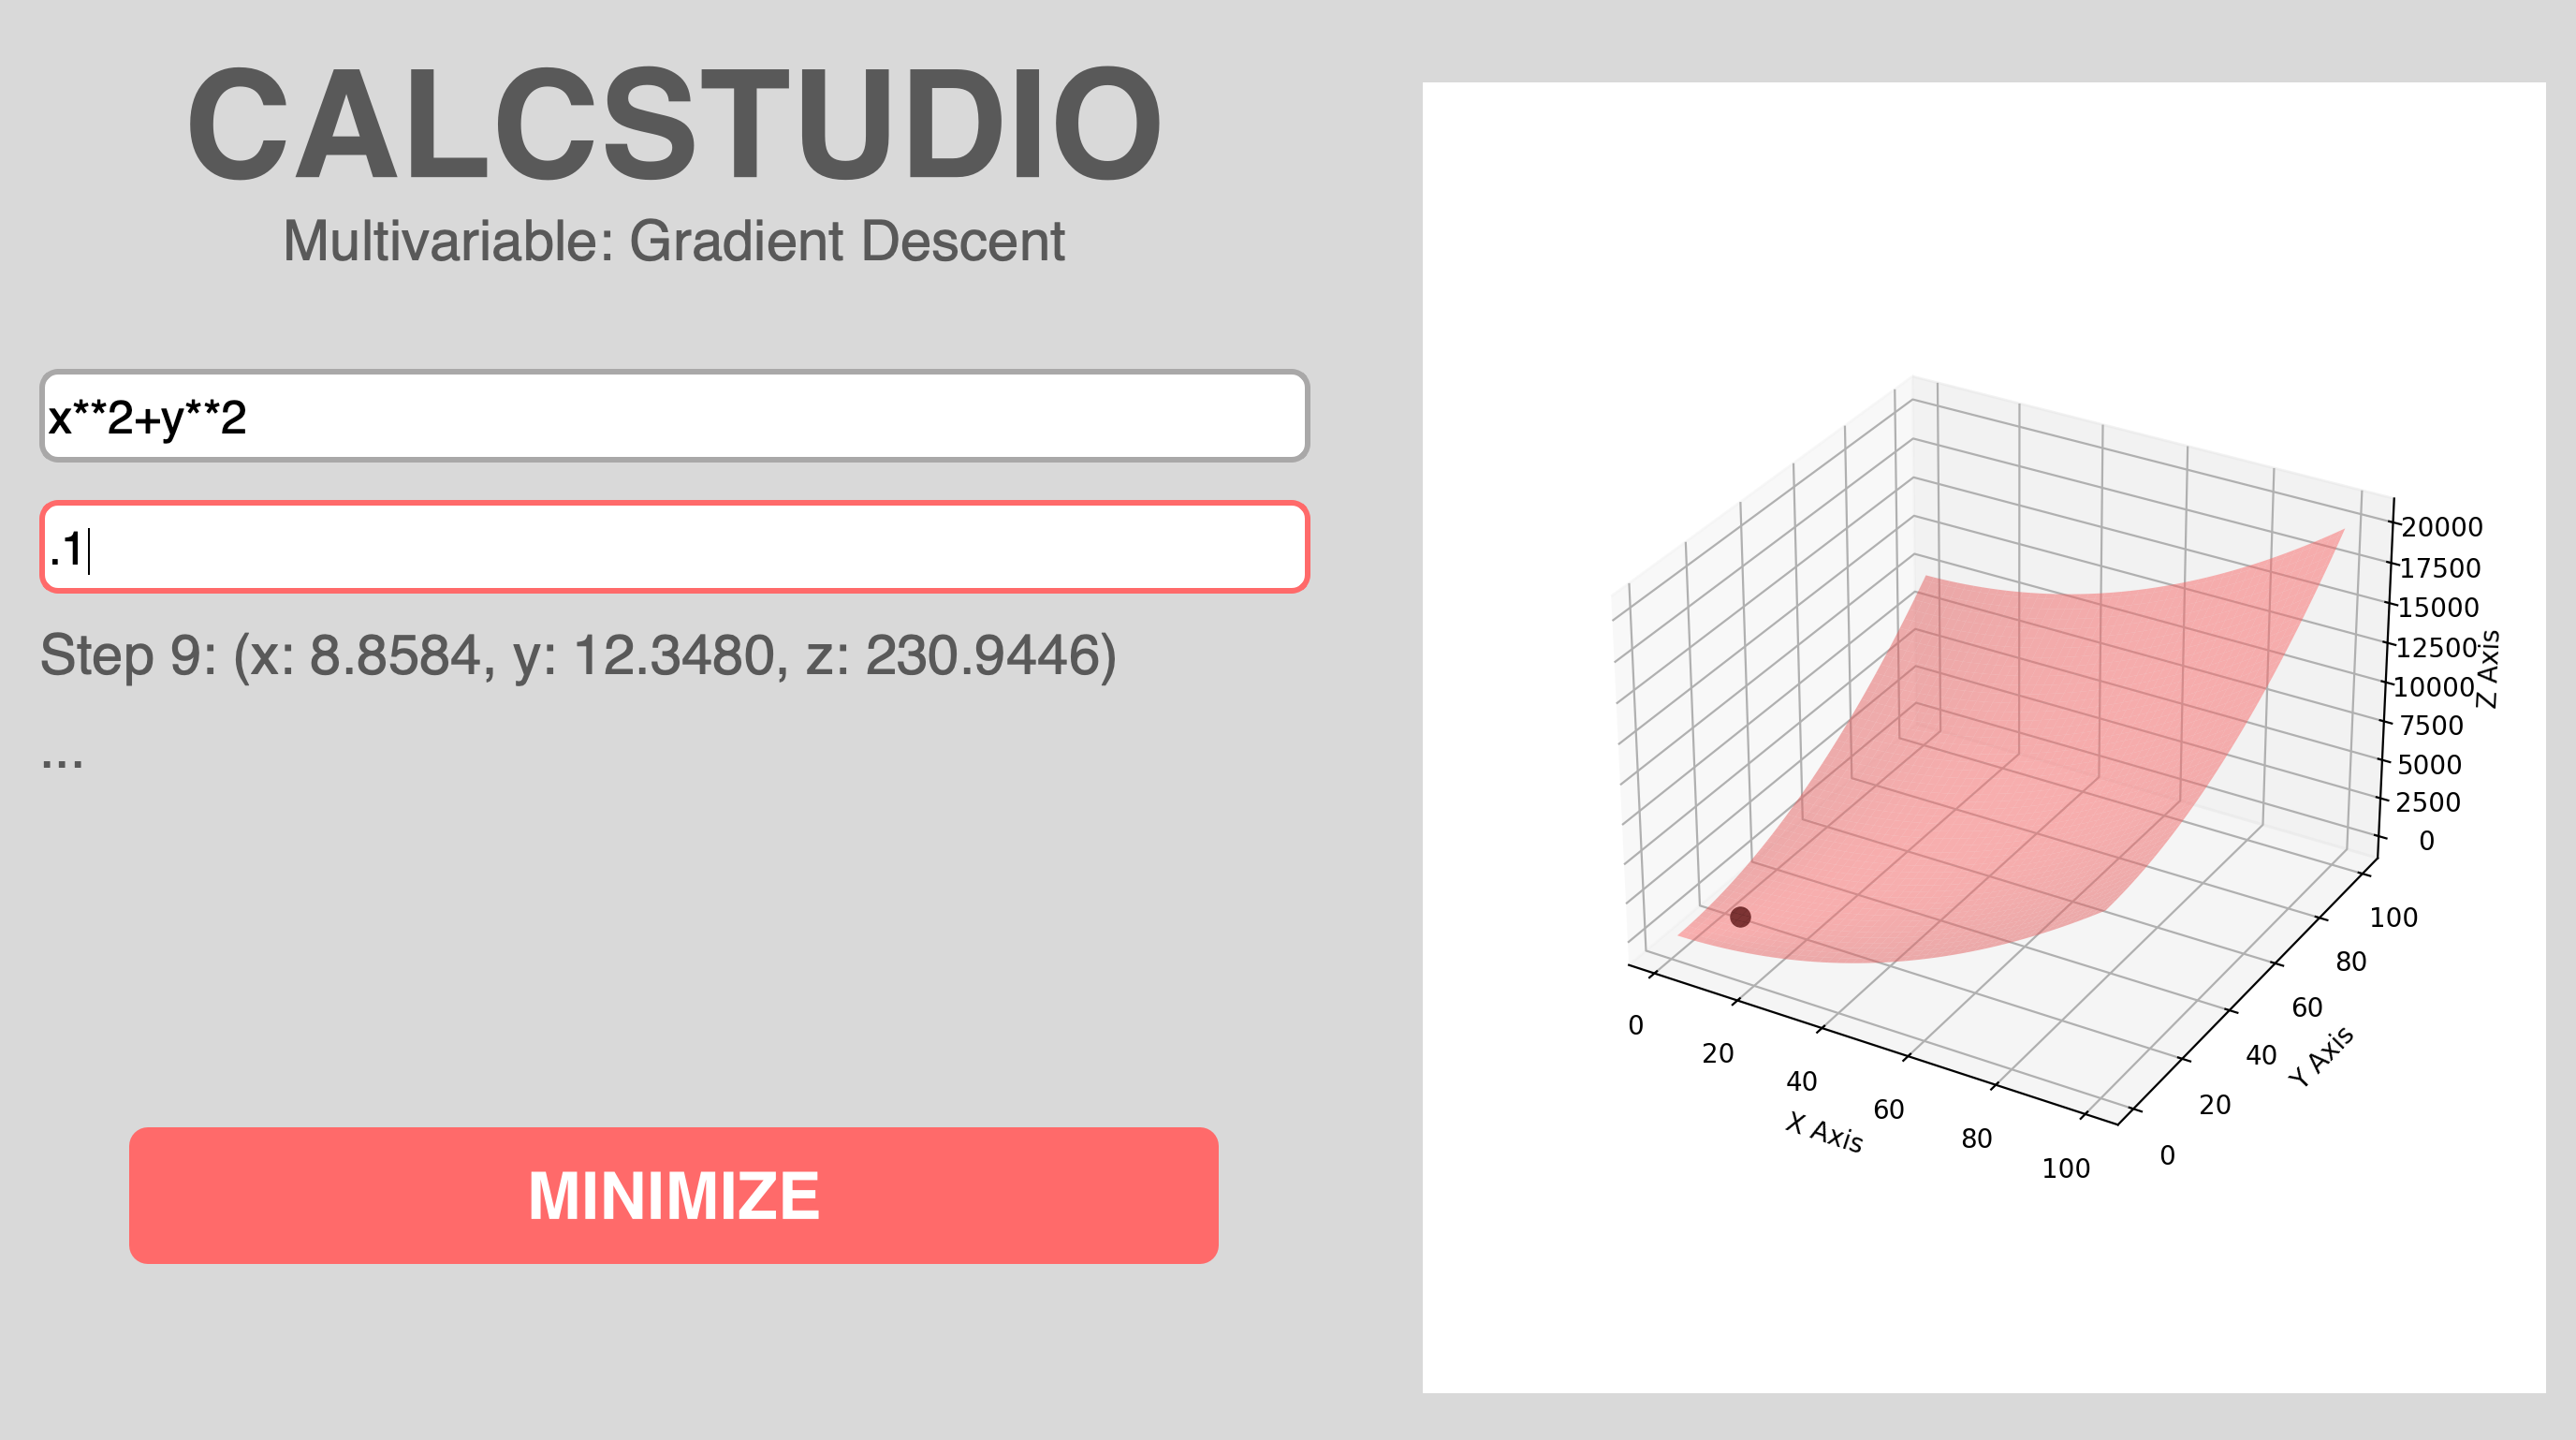 CALCSTUDIO
Multivariable: Gradient Descent
x**2+y**2
.1
Step 9: (x: 8.8584, y: 12.3480, z: 230.9446)
...
MINIMIZE
20000
17500
15000
12500
10000
7500
5000
2500
0
Z Axis
100
80
60
40
20
0
Y Axis
0
20
40
60
80
100
X Axis